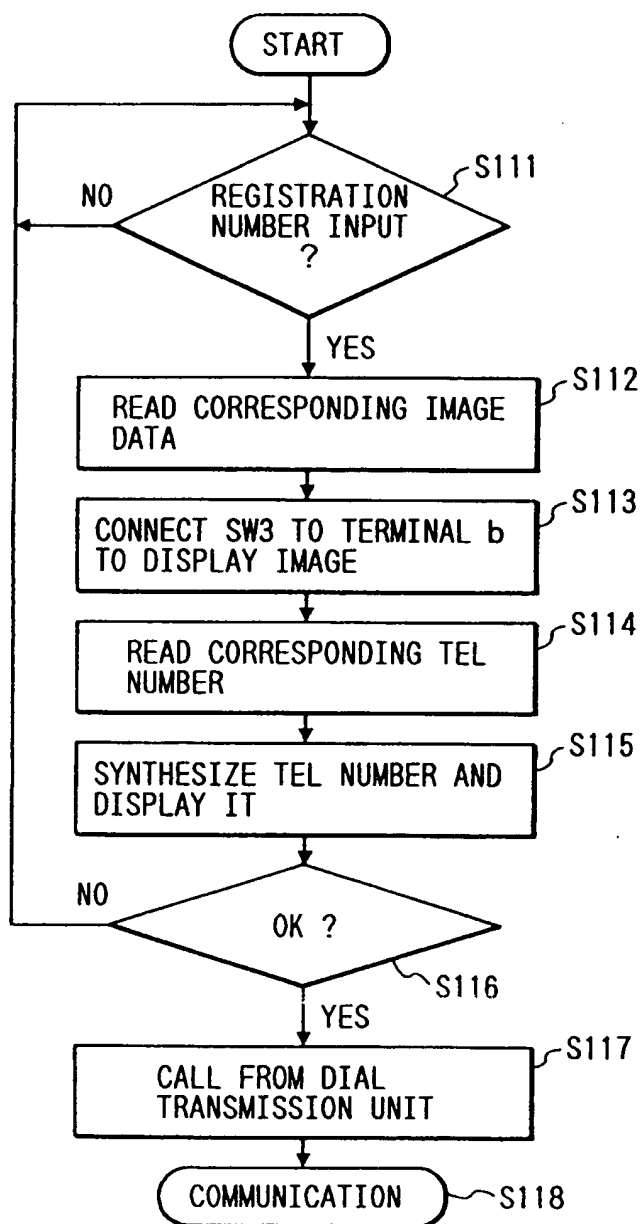 START
S111
NO
REGISTRATION
NUMBER INPUT
?
YES
S112
READ CORRESPONDING IMAGE
DATA
S113
CONNECT SW3 TO TERMINAL b
TO DISPLAY IMAGE
S114
READ CORRESPONDING TEL
NUMBER
S115
SYNTHESIZE TEL NUMBER AND
DISPLAY IT
NO
OK ?
S116
YES
S117
CALL FROM DIAL
TRANSMISSION UNIT
COMMUNICATION
S118